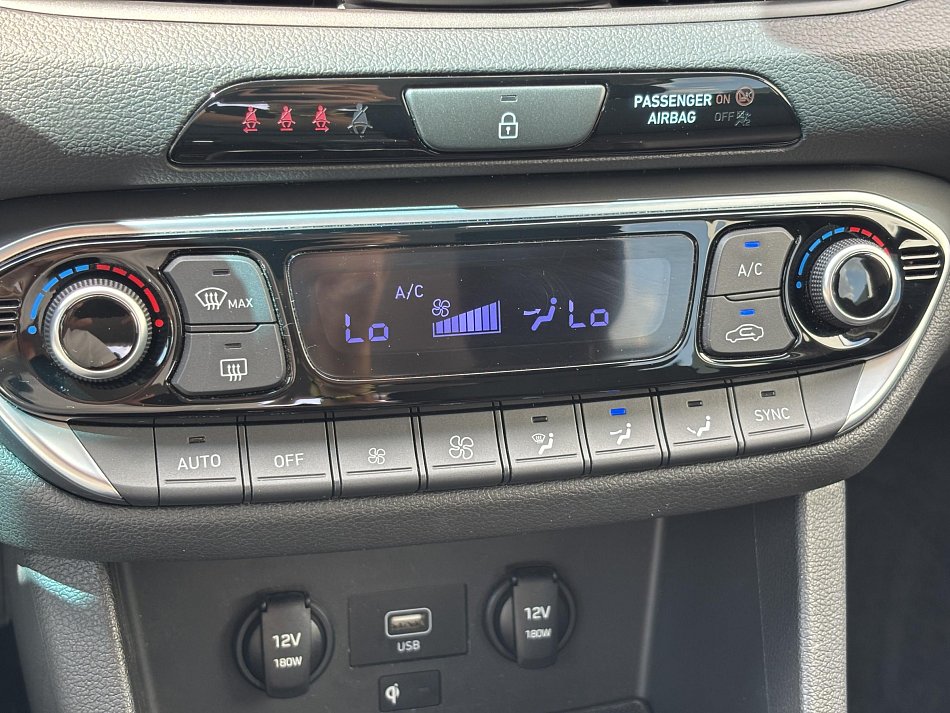 PASSENGER ON
AIRBAG OFF
MAX
A/C
Lo
Lo
A/C
AUTO
OFF
SYNC
12V
180W
USB
12V
180W